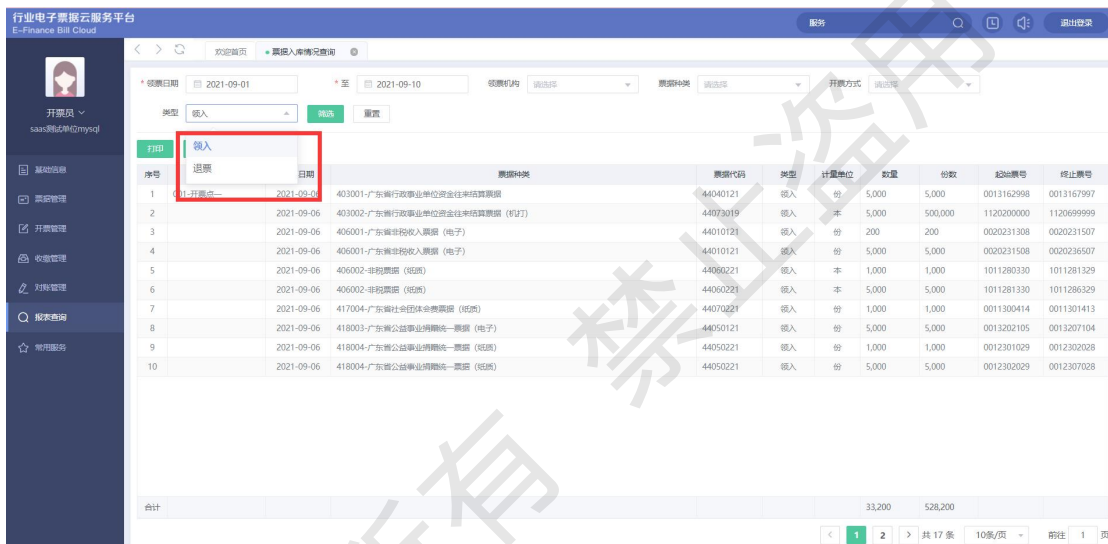 行业电子票据云服务平台
E-Finance Bill Cloud
服务
退出登录
欢迎首页 票据入库情况查询
开票员
saas测试单位mysql
基础信息
票据管理
开票管理
收缴管理
对账管理
报表查询
常用服务
* 领票日期 2021-09-01 * 至 2021-09-10 领票机构 请选择 票据种类 请选择 开票方式 请选择
类型 领入 筛选 重置
打印
领入
退票
序号 日期 票据种类 票据代码 类型 计量单位 数量 份数 起始票号 终止票号
1 001-开票点一 2021-09-06 403001-广东省行政事业单位资金往来结算票据 44040121 领入 份 5,000 5,000 0013162998 0013167997
2 2021-09-06 403002-广东省行政事业单位资金往来结算票据（机打） 44073019 领入 本 5,000 500,000 1120200000 1120699999
3 2021-09-06 406001-广东省非税收入票据（电子） 44010121 领入 份 200 200 0020231308 0020231507
4 2021-09-06 406001-广东省非税收入票据（电子） 44010121 领入 份 5,000 5,000 0020231508 0020236507
5 2021-09-06 406002-非税票据（纸质） 44060221 领入 本 1,000 1,000 1011280330 1011281329
6 2021-09-06 406002-非税票据（纸质） 44060221 领入 本 5,000 5,000 1011281330 1011286329
7 2021-09-06 417004-广东省社会团体会费票据（纸质） 44070221 领入 份 1,000 1,000 0011300414 0011301413
8 2021-09-06 418003-广东省公益事业捐赠统一票据（电子） 44050121 领入 份 5,000 5,000 0013202105 0013207104
9 2021-09-06 418004-广东省公益事业捐赠统一票据（纸质） 44050221 领入 份 1,000 1,000 0012301029 0012302028
10 2021-09-06 418004-广东省公益事业捐赠统一票据（纸质） 44050221 领入 份 5,000 5,000 0012302029 0012307028
合计 33,200 528,200
1 2 共 17 条 10条/页 前往 1 页
所有 禁止盗用